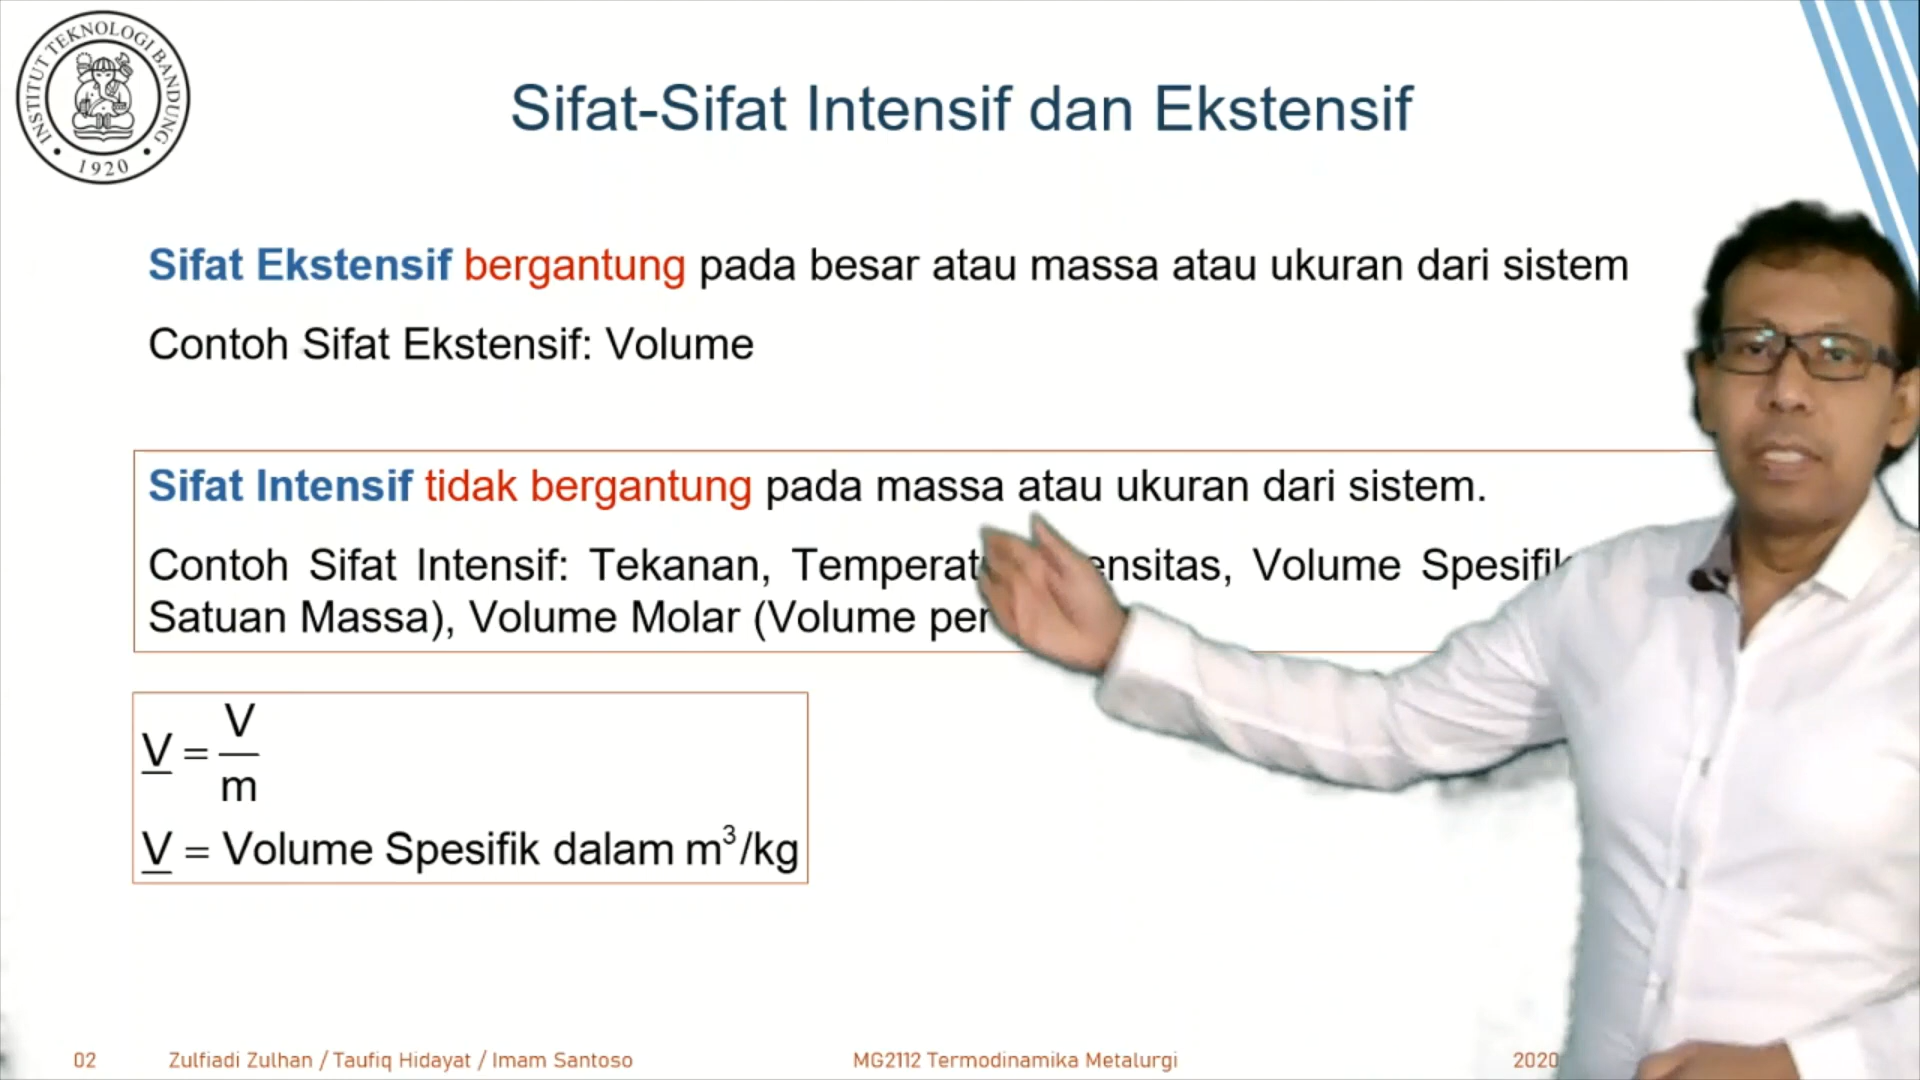 INSTITUT TEKNOLOGI BANDUNG
1920
Sifat-Sifat Intensif dan Ekstensif
Sifat Ekstensif bergantung pada besar atau massa atau ukuran dari sistem
Contoh Sifat Ekstensif: Volume
Sifat Intensif tidak bergantung pada massa atau ukuran dari sistem.
Contoh Sifat Intensif: Tekanan, Volume Spesifik
Satuan Massa), Volume Molar (Volume per
V = V
m
V = Volume Spesifik dalam m³/kg
02 Zulfiadi Zulhan / Taufiq Hidayat / Imam Santoso MG2112 Termodinamika Metalurgi 2020